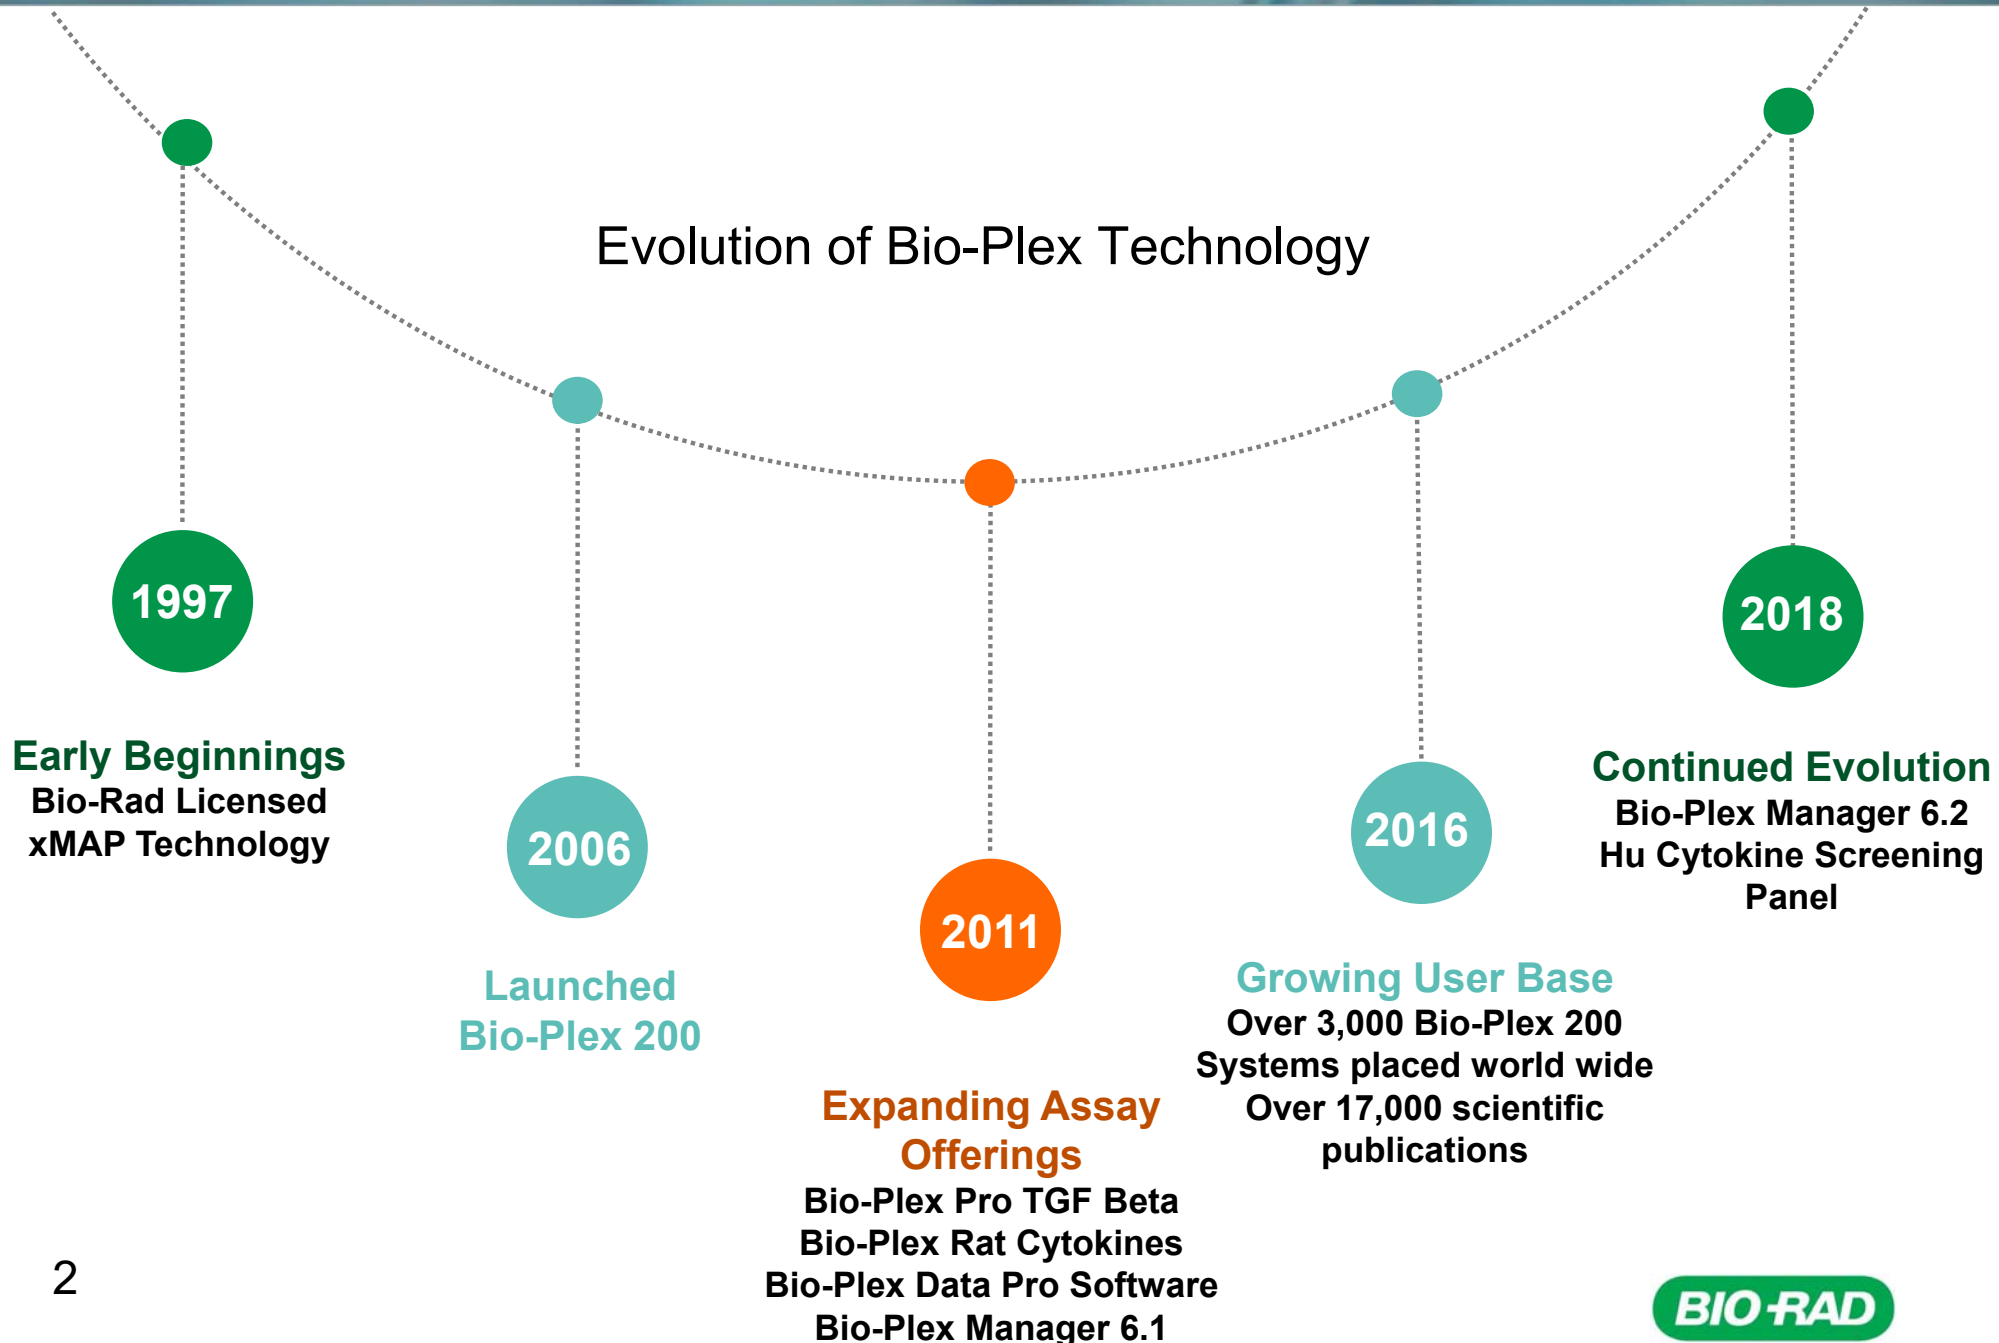 Evolution of Bio-Plex Technology
1997
Early Beginnings
Bio-Rad Licensed
xMAP Technology
2006
Launched
Bio-Plex 200
2011
Expanding Assay
Offerings
Bio-Plex Pro TGF Beta
Bio-Plex Rat Cytokines
Bio-Plex Data Pro Software
Bio-Plex Manager 6.1
2016
Growing User Base
Over 3,000 Bio-Plex 200
Systems placed world wide
Over 17,000 scientific
publications
2018
Continued Evolution
Bio-Plex Manager 6.2
Hu Cytokine Screening
Panel
2
BIO-RAD